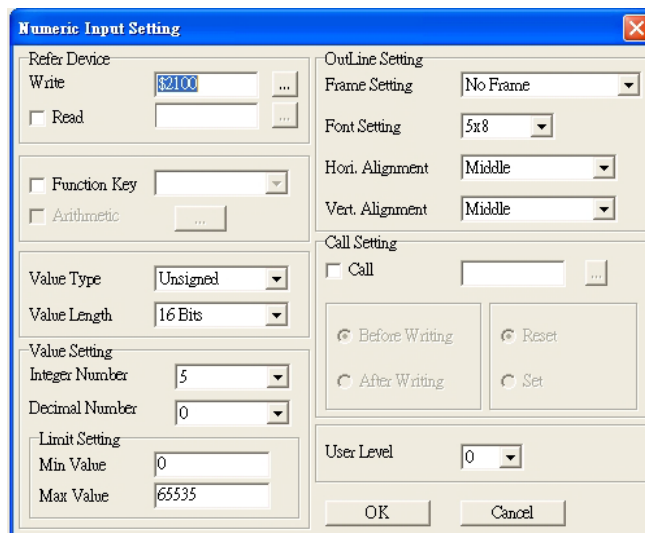 Numeric Input Setting
Refer Device
Write $2100 ...
Read ...
Function Key
Arithmetic ...
Value Type Unsigned
Value Length 16 Bits
Value Setting
Integer Number 5
Decimal Number 0
Limit Setting
Min Value 0
Max Value 65535
OutLine Setting
Frame Setting No Frame
Font Setting 5x8
Hori. Alignment Middle
Vert. Alignment Middle
Call Setting
Call ...
Before Writing Reset
After Writing Set
User Level 0
OK Cancel